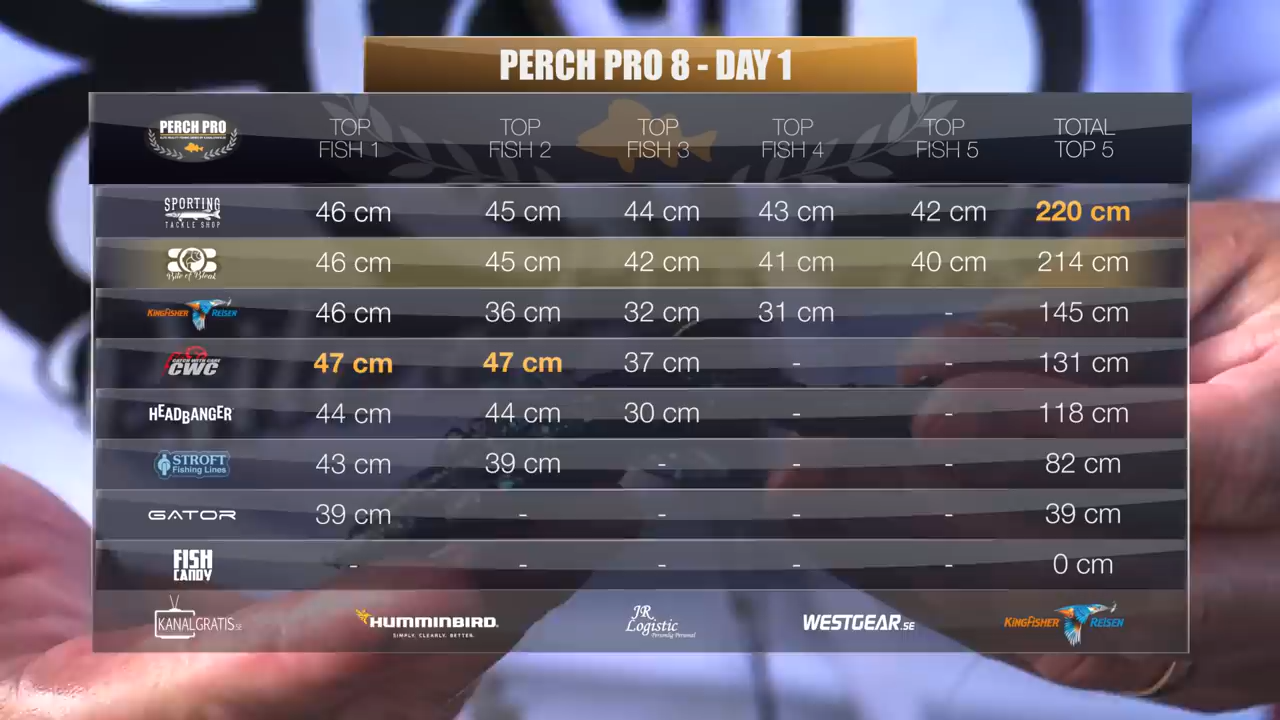 PERCH PRO 8 - DAY 1
PERCH PRO
TOP FISH 1
TOP FISH 2
TOP FISH 3
TOP FISH 4
TOP FISH 5
TOTAL TOP 5
SPORTING
TACKLE SHOP
46 cm 45 cm 44 cm 43 cm 42 cm 220 cm
Bite of Bleak
46 cm 45 cm 42 cm 41 cm 40 cm 214 cm
KINGFISHER REISEN
46 cm 36 cm 32 cm 31 cm - 145 cm
CATCH WITH CARE
CWC
47 cm 47 cm 37 cm - - 131 cm
HEADBANGER
44 cm 44 cm 30 cm - - 118 cm
STROFT
Fishing Lines
43 cm 39 cm - - - 82 cm
GATOR
39 cm - - - - 39 cm
FISH
CANDY
- - - - - 0 cm
KANALGRATIS.SE
HUMMINBIRD.
SIMPLY. CLEARLY. BETTER.
JR
Logistic
Personly Personal
WESTGEAR.SE
KINGFISHER REISEN